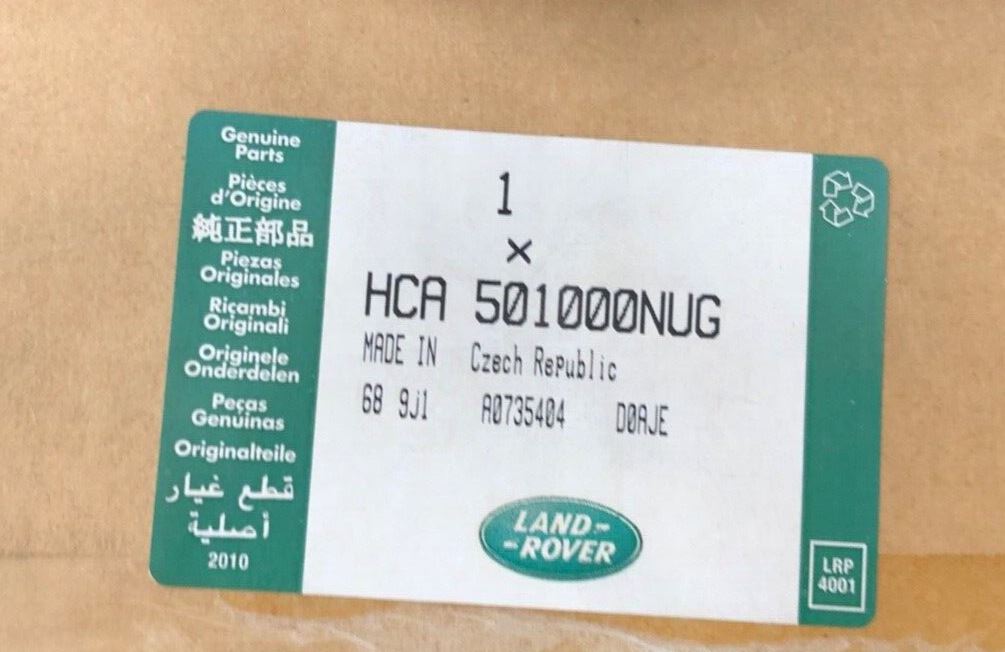 Genuine
Parts
Pièces
d'Origine
純正部品
Piezas
Originales
Ricambi
Originali
Originele
Onderdelen
Peças
Genuinas
Originalteile
قطع غيار
أصلية
2010
1
×
HCA 501000NUG
MADE IN Czech Republic
68 9J1 A0735404 D0AJE
LAND-
-ROVER
LRP
4001